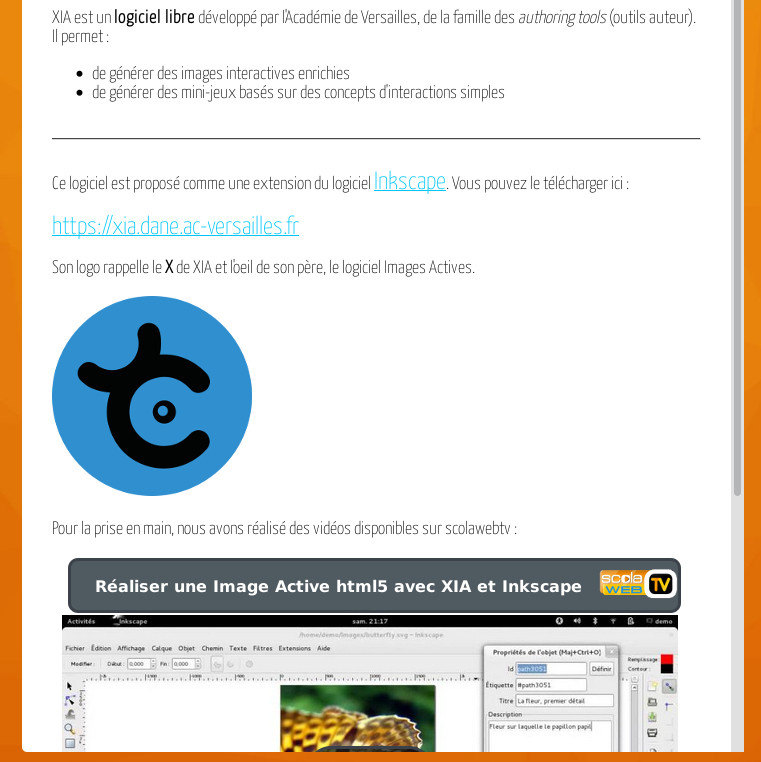 XIA est un logiciel libre développé par l'Académie de Versailles, de la famille des authoring tools (outils auteur).
Il permet :
de générer des images interactives enrichies
de générer des mini-jeux basés sur des concepts d'interactions simples
Ce logiciel est proposé comme une extension du logiciel Inkscape. Vous pouvez le télécharger ici :
https://xia.dane.ac-versailles.fr
Son logo rappelle le X de XIA et l'oeil de son père, le logiciel Images Actives.
Pour la prise en main, nous avons réalisé des vidéos disponibles sur scolawebtv :
Réaliser une Image Active html5 avec XIA et Inkscape
SCOLA WEB TV
Activités Inkscape sam. 21:17 demo
/home/demo/Images/butterfly.svg - Inkscape
Fichier Édition Affichage Calque Objet Chemin Texte Filtres Extensions Aide
Propriétés de l'objet (Maj+Ctrl+O)
Modifier : Début : 0,000 Fin : 0,000
Id path3051 Définir
Remplissage
Contour :
Étiquette #path3051
Titre La fleur, premier détail
Description
Fleur sur laquelle le papillon papil